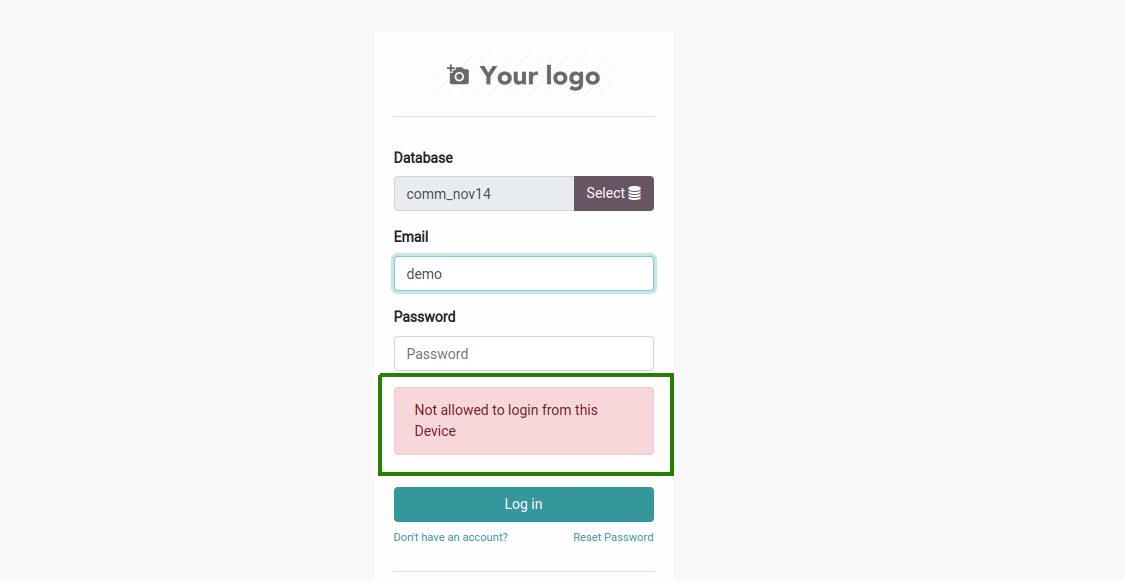 Your logo
Database
comm_nov14
Select
Email
demo
Password
Password
Not allowed to login from this
Device
Log in
Don't have an account?
Reset Password